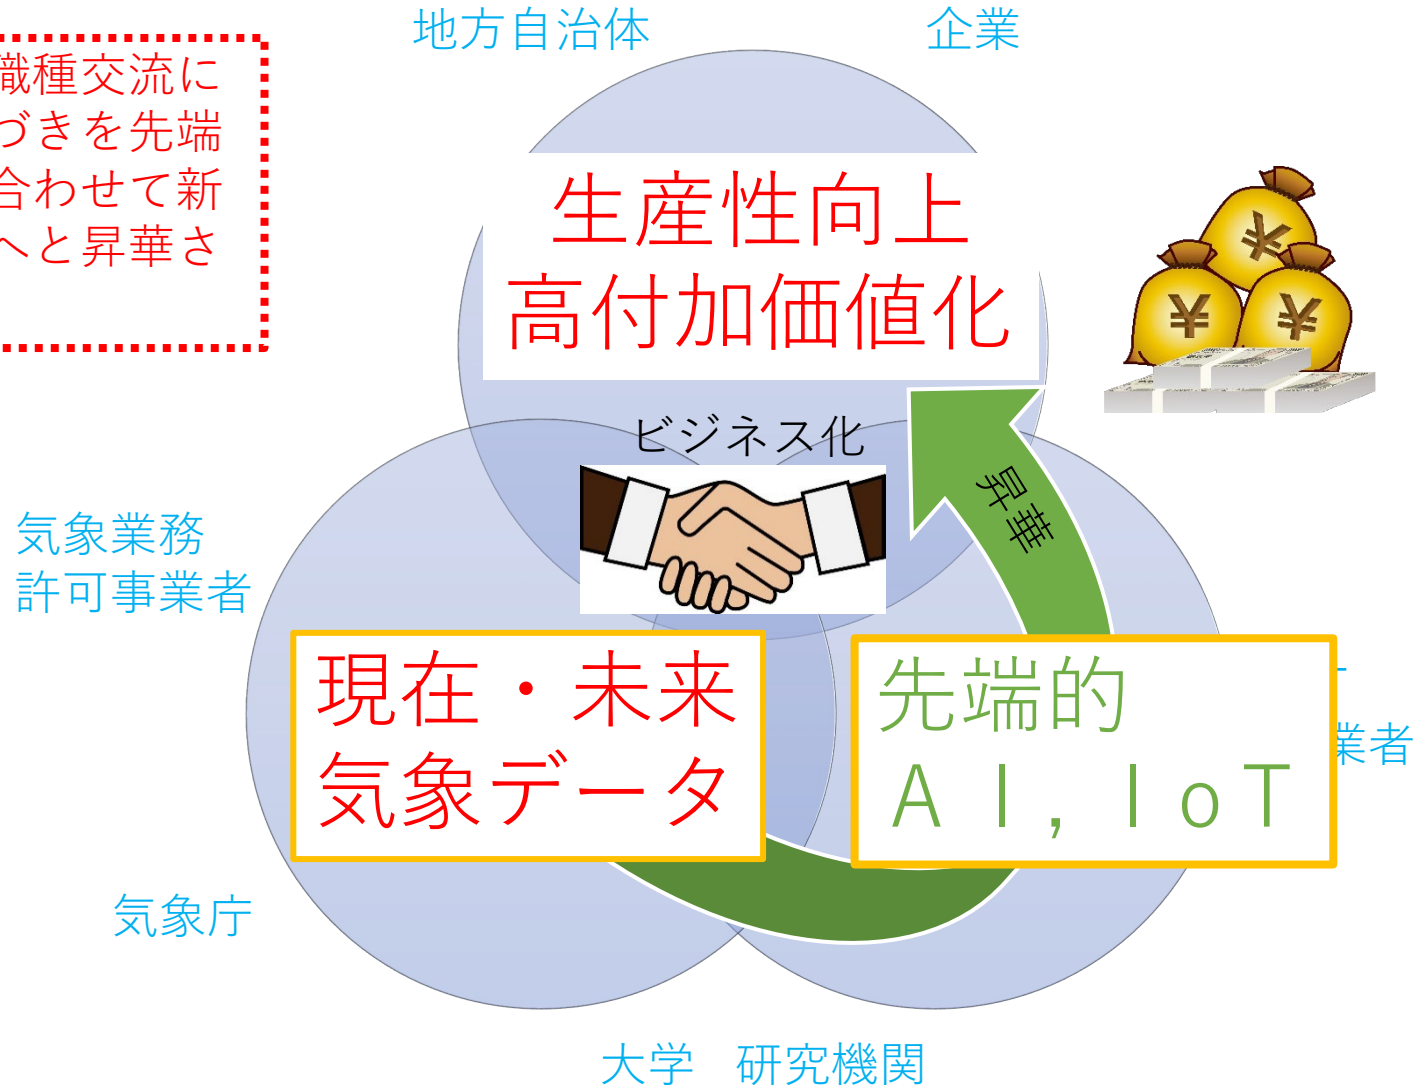 地方自治体
企業
職種交流に
づきを先端
合わせて新
へと昇華さ
生産性向上
高付加価値化
¥
¥
¥
ビジネス化
昇華
気象業務
許可事業者
現在・未来
気象データ
先端的
ＡＩ,ＩｏＴ
業者
気象庁
大学　研究機関